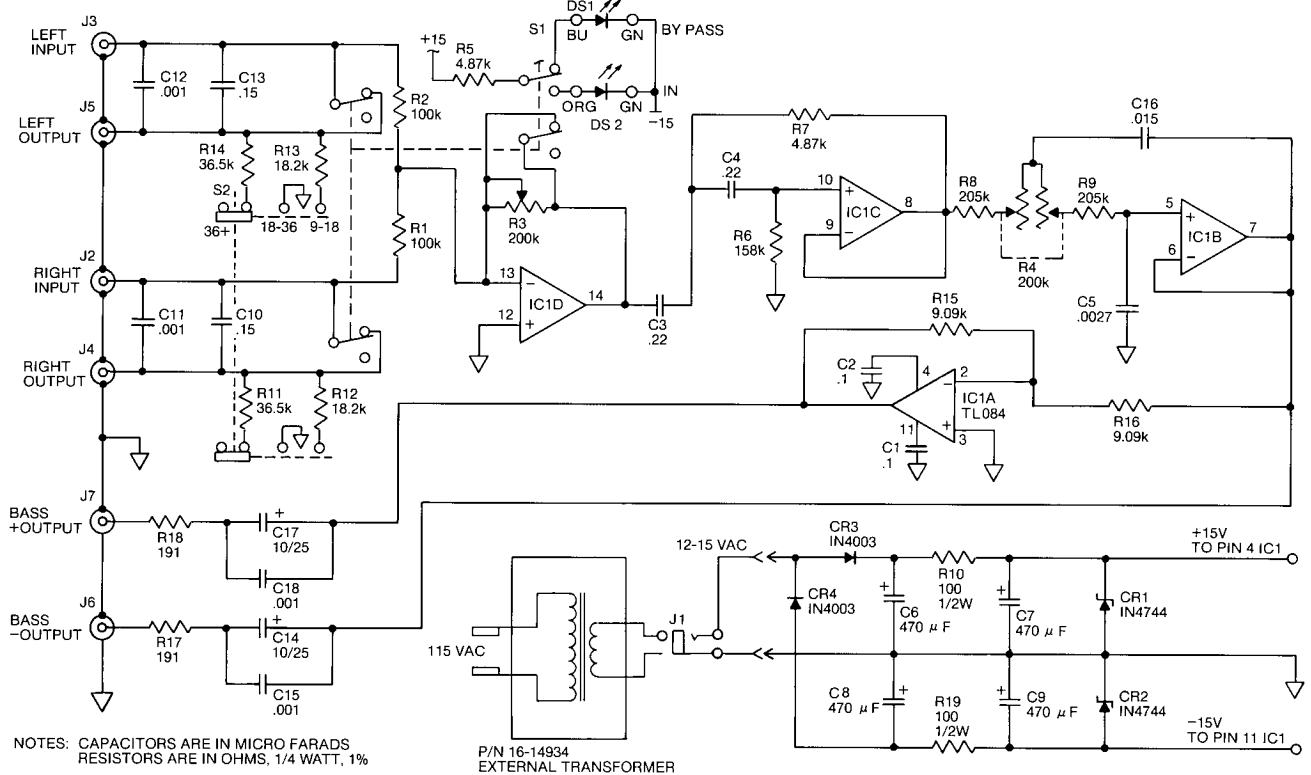 J3
LEFT
INPUT
C12
.001
C13
.15
J5
LEFT
OUTPUT
R14
36.5k
R13
18.2k
S2
36+
18-36
9-18
R2
100k
R1
100k
+15
R5
4.87k
S1
DS1
BU
GN
BY PASS
ORG
GN
IN
DS 2
-15
R3
200k
13
12
14
IC1D
C3
.22
C4
.22
R7
4.87k
R6
158k
10
9
8
IC1C
R8
205k
R4
200k
R9
205k
C16
.015
C5
.0027
5
6
7
IC1B
J2
RIGHT
INPUT
C11
.001
C10
.15
J4
RIGHT
OUTPUT
R11
36.5k
R12
18.2k
R15
9.09k
C2
.1
4
2
IC1A
TL084
11
3
C1
.1
R16
9.09k
J7
BASS
+OUTPUT
R18
191
+
C17
10/25
C18
.001
J6
BASS
−OUTPUT
R17
191
+
C14
10/25
C15
.001
115 VAC
P/N 16-14934
EXTERNAL TRANSFORMER
J1
12-15 VAC
CR3
IN4003
CR4
IN4003
+
C6
470 μ F
R10
100
1/2W
+
C7
470 μ F
CR1
IN4744
+15V
TO PIN 4 IC1
C8
470 μ F
+
R19
100
1/2W
+
C9
470 μ F
CR2
IN4744
−15V
TO PIN 11 IC1
NOTES: CAPACITORS ARE IN MICRO FARADS
RESISTORS ARE IN OHMS, 1/4 WATT, 1%